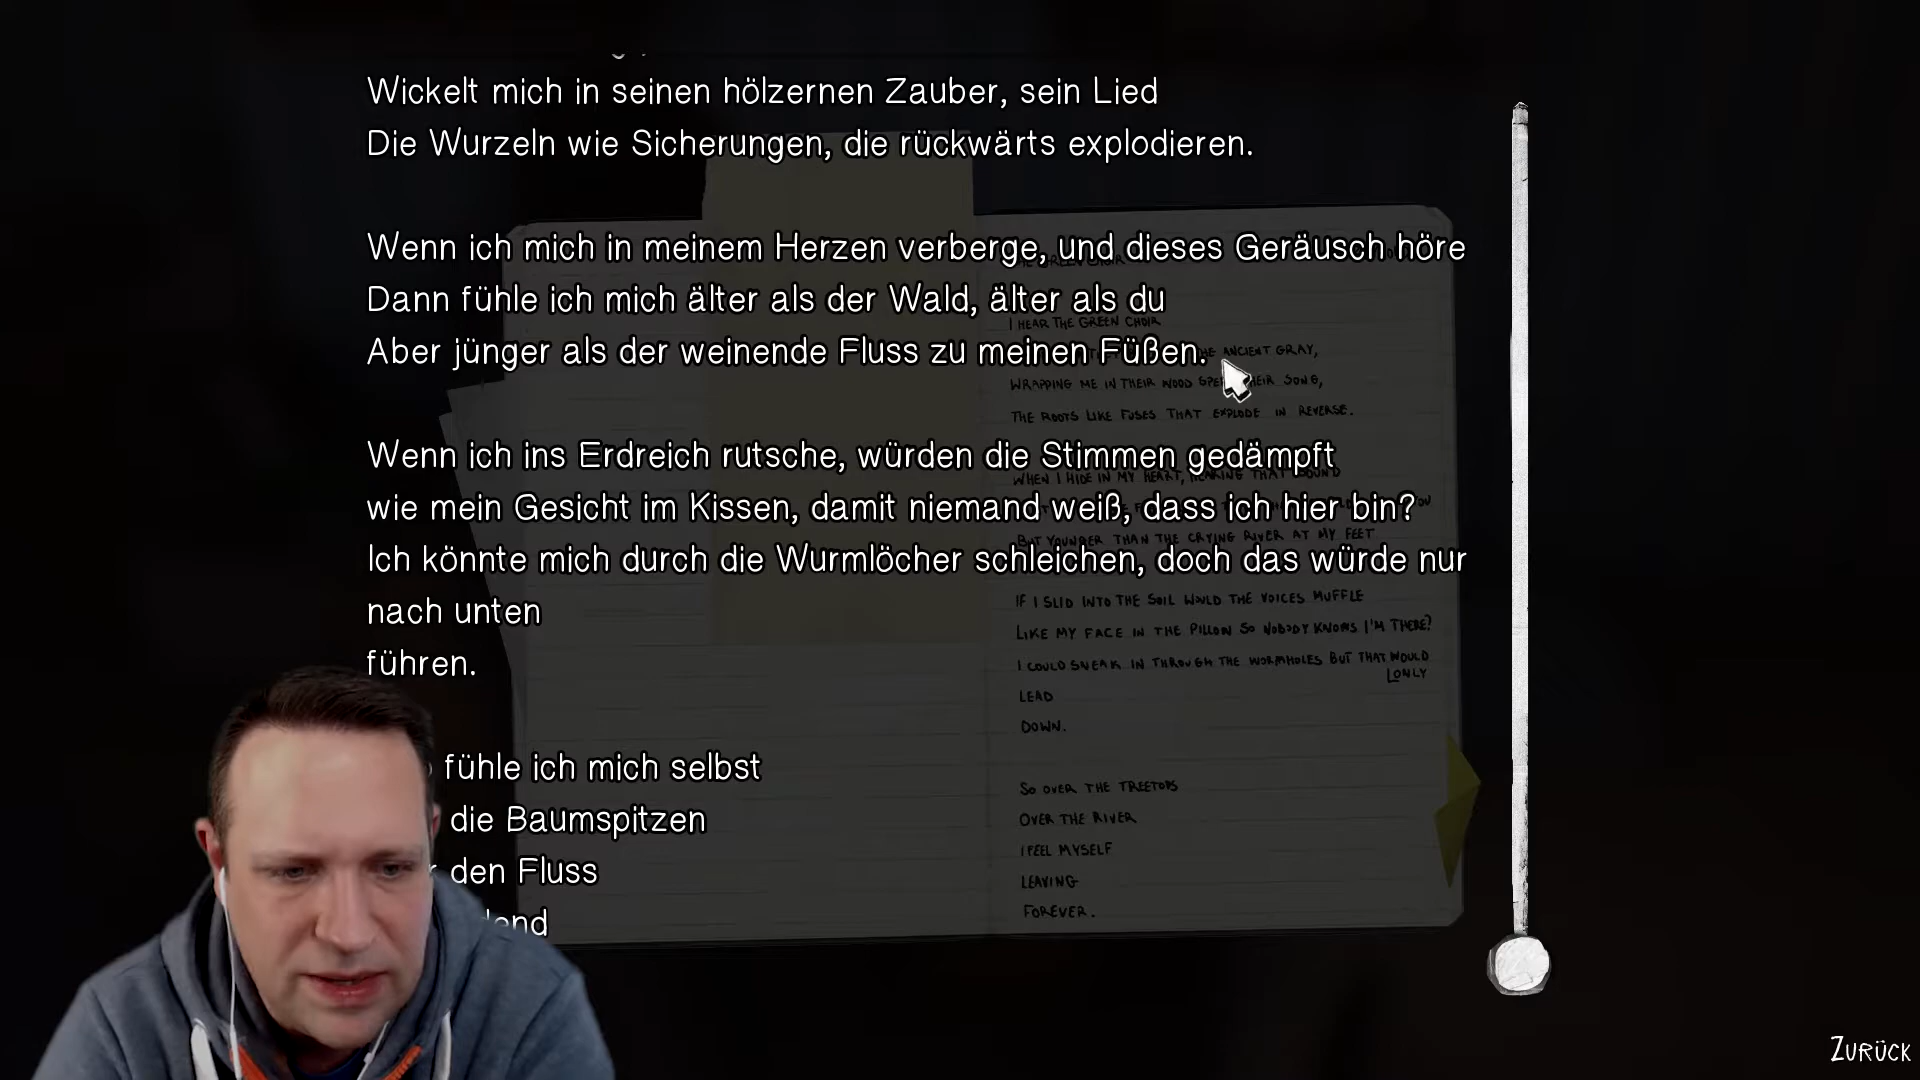 Wickelt mich in seinen hölzernen Zauber, sein Lied
Die Wurzeln wie Sicherungen, die rückwärts explodieren.
Wenn ich mich in meinem Herzen verberge, und dieses Geräusch höre
Dann fühle ich mich älter als der Wald, älter als du
Aber jünger als der weinende Fluss zu meinen Füßen.
Wenn ich ins Erdreich rutsche, würden die Stimmen gedämpft
wie mein Gesicht im Kissen, damit niemand weiß, dass ich hier bin?
Ich könnte mich durch die Wurmlöcher schleichen, doch das würde nur
nach unten
führen.
fühle ich mich selbst
die Baumspitzen
den Fluss
I HEAR THE GREEN CHOIR
THE ANCIENT GRAY,
WRAPPING ME IN THEIR WOOD THEIR SONG,
THE ROOTS LIKE FUSES THAT EXPLODE IN REVERSE.
WHEN I HIDE IN MY HEART, HEARING THAT SOUND
YOU
BUT YOUNGER THAN THE CRYING RIVER AT MY FEET
IF I SLID INTO THE SOIL WOULD THE VOICES MUFFLE
LIKE MY FACE IN THE PILLOW SO NOBODY KNOWS I'M THERE?
I COULD SNEAK IN THROUGH THE WORMHOLES BUT THAT WOULD
ONLY
LEAD
DOWN.
SO OVER THE TREETOPS
OVER THE RIVER
I FEEL MYSELF
LEAVING
FOREVER.
ZURÜCK